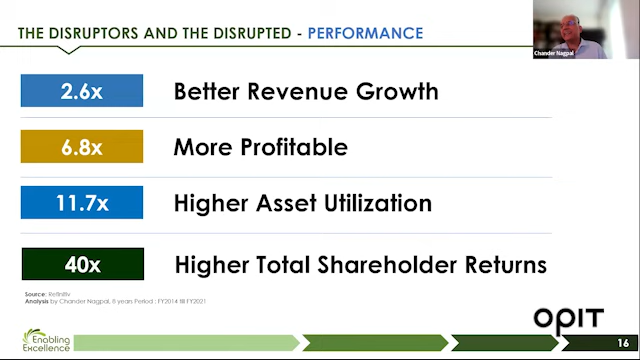 THE DISRUPTORS AND THE DISRUPTED - PERFORMANCE
Chander Nagpal
2.6x Better Revenue Growth
6.8x More Profitable
11.7x Higher Asset Utilization
40x Higher Total Shareholder Returns
Source: Refinitiv
Analysis by Chander Nagpal, 8 years Period : FY2014 till FY2021
OPIT
Enabling
Excellence
16